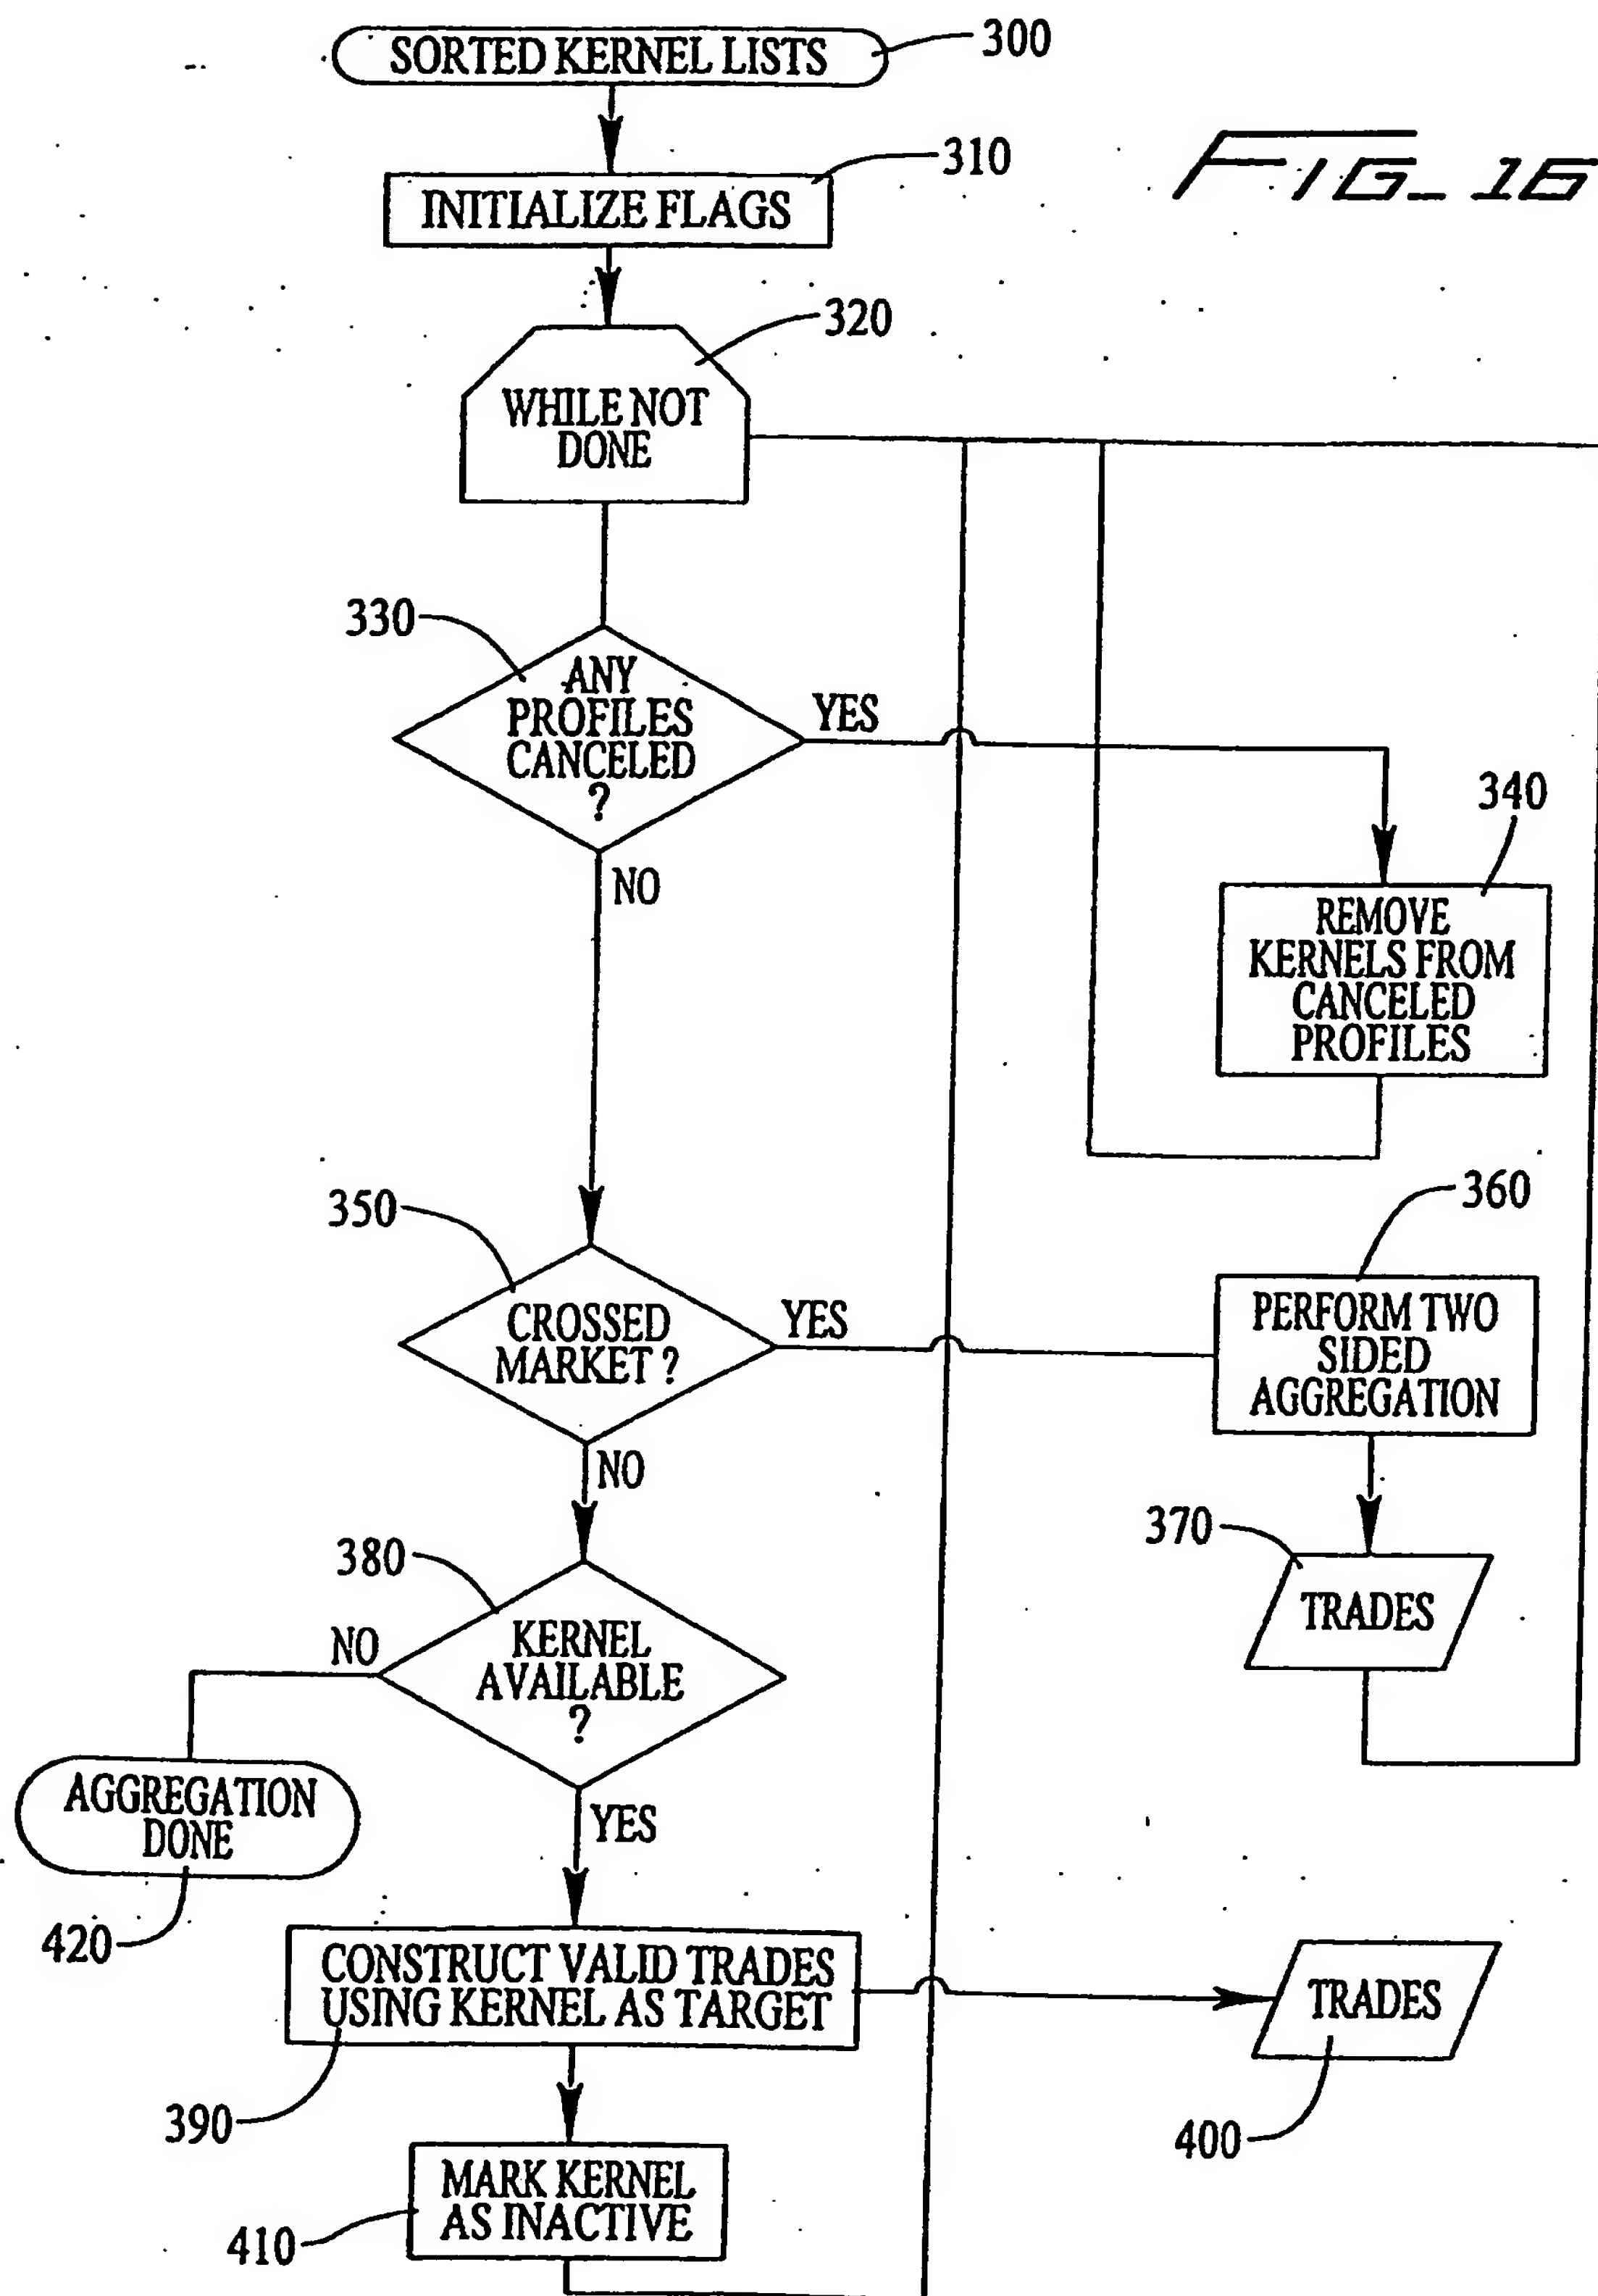 SORTED KERNEL LISTS
300
310
INITIALIZE FLAGS
FIG_ 16
320
WHILE NOT
DONE
330
ANY
PROFILES
CANCELED
?
YES
NO
340
REMOVE
KERNELS FROM
CANCELED
PROFILES
350
CROSSED
MARKET ?
YES
NO
360
PERFORM TWO
SIDED
AGGREGATION
370
TRADES
380
KERNEL
AVAILABLE
?
NO
YES
AGGREGATION
DONE
420
CONSTRUCT VALID TRADES
USING KERNEL AS TARGET
390
TRADES
400
MARK KERNEL
AS INACTIVE
410